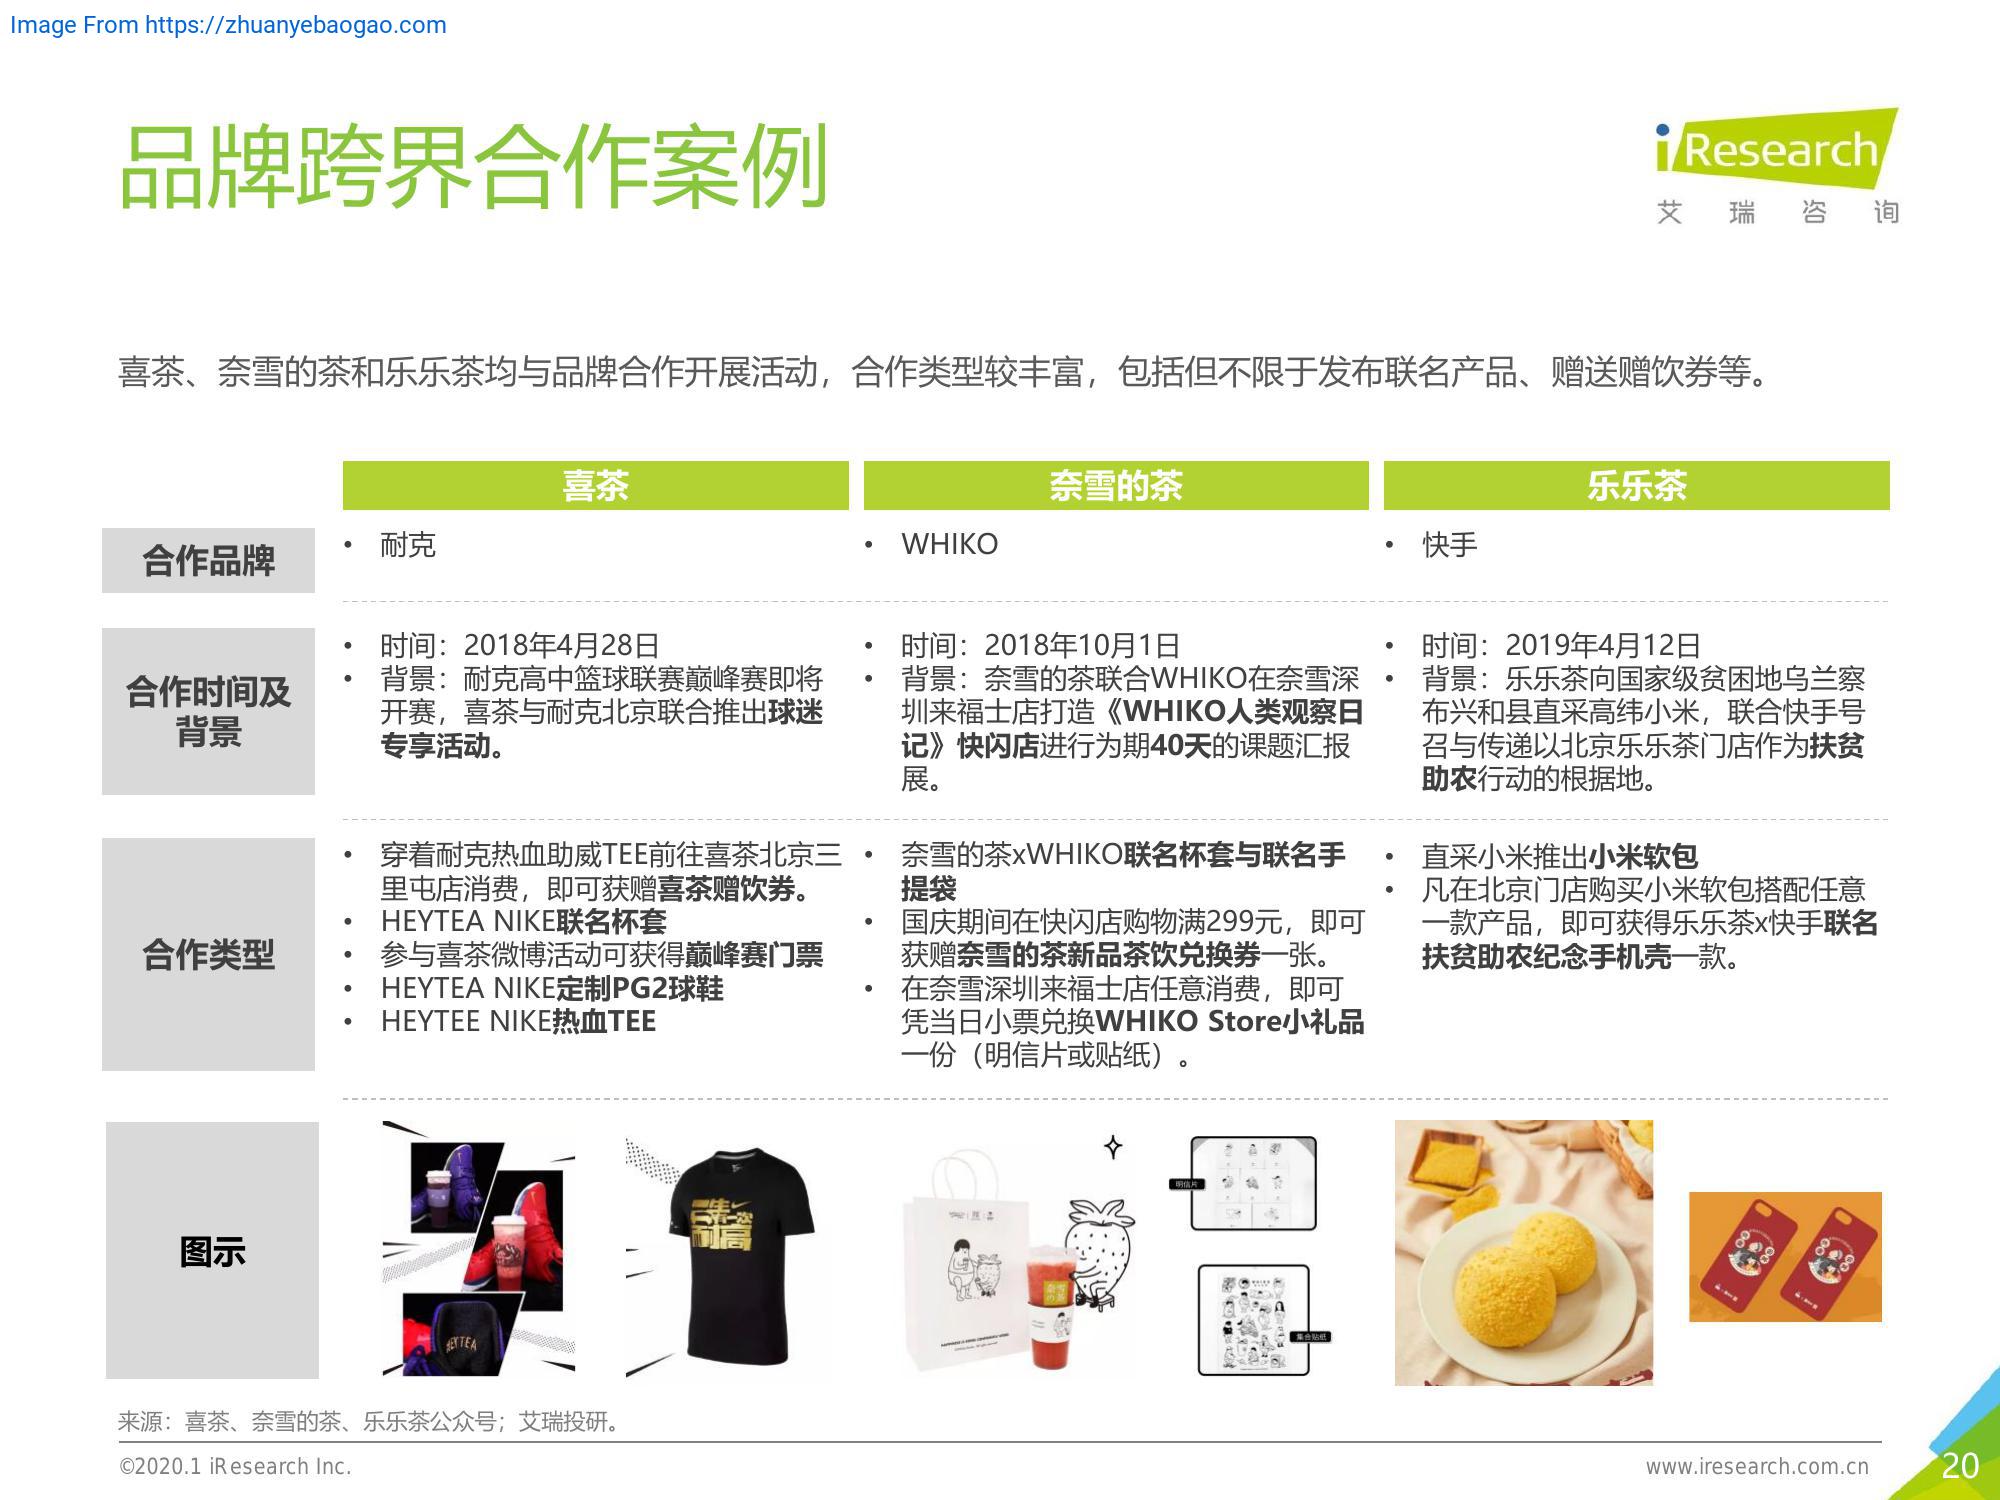 Image From https://zhuanyebaogao.com
品牌跨界合作案例
iResearch
艾瑞咨询
喜茶、奈雪的茶和乐乐茶均与品牌合作开展活动，合作类型较丰富，包括但不限于发布联名产品、赠送赠饮券等。
喜茶
奈雪的茶
乐乐茶
合作品牌
• 耐克
• WHIKO
• 快手
合作时间及
背景
• 时间：2018年4月28日
• 背景：耐克高中篮球联赛巅峰赛即将
开赛，喜茶与耐克北京联合推出球迷
专享活动。
• 时间：2018年10月1日
• 背景：奈雪的茶联合WHIKO在奈雪深
圳来福士店打造《WHIKO人类观察日
记》快闪店进行为期40天的课题汇报
展。
• 时间：2019年4月12日
• 背景：乐乐茶向国家级贫困地乌兰察
布兴和县直采高纬小米，联合快手号
召与传递以北京乐乐茶门店作为扶贫
助农行动的根据地。
合作类型
• 穿着耐克热血助威TEE前往喜茶北京三
里屯店消费，即可获赠喜茶赠饮券。
• HEYTEA NIKE联名杯套
• 参与喜茶微博活动可获得巅峰赛门票
• HEYTEA NIKE定制PG2球鞋
• HEYTEE NIKE热血TEE
• 奈雪的茶xWHIKO联名杯套与联名手
提袋
• 国庆期间在快闪店购物满299元，即可
获赠奈雪的茶新品茶饮兑换券一张。
• 在奈雪深圳来福士店任意消费，即可
凭当日小票兑换WHIKO Store小礼品
一份（明信片或贴纸）。
• 直采小米推出小米软包
• 凡在北京门店购买小米软包搭配任意
一款产品，即可获得乐乐茶x快手联名
扶贫助农纪念手机壳一款。
图示
HEYTEA
明信片
集合贴纸
来源：喜茶、奈雪的茶、乐乐茶公众号；艾瑞投研。
©2020.1 iResearch Inc.
www.iresearch.com.cn
20